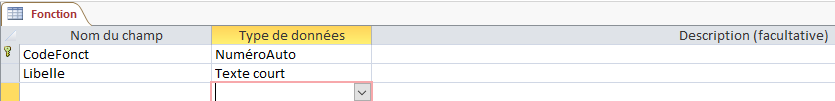 Fonction
Nom du champ Type de données Description (facultative)
CodeFonct NuméroAuto
Libelle Texte court